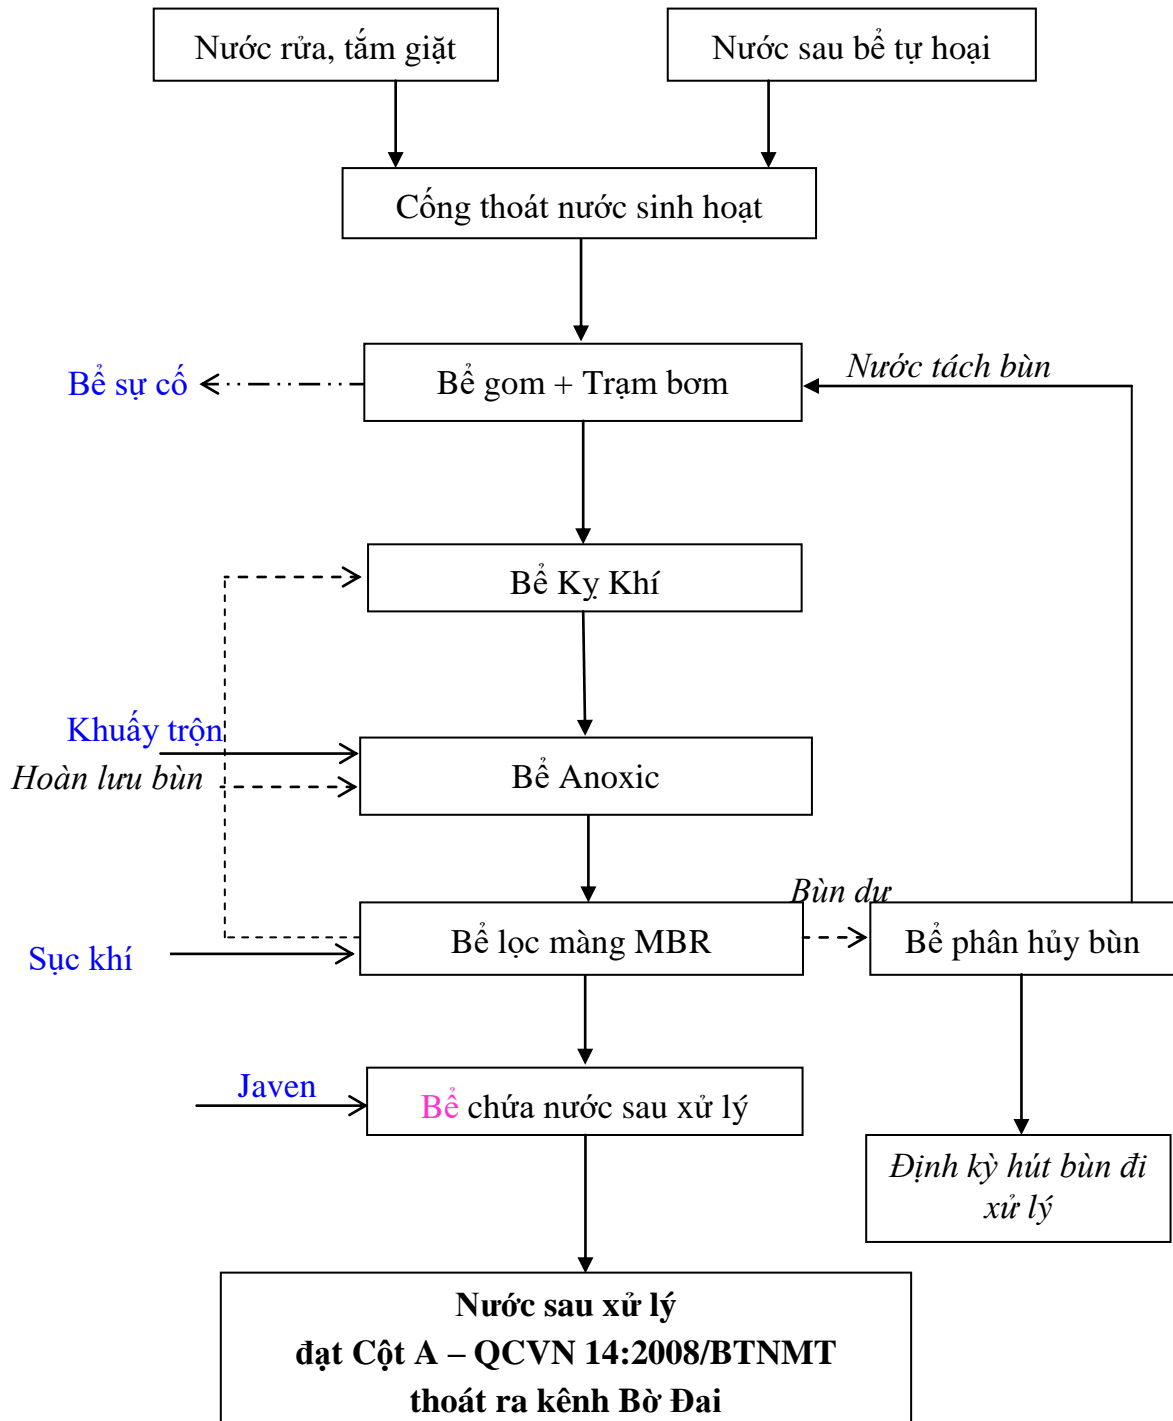 Nước rửa, tắm giặt
Nước sau bể tự hoại
Cống thoát nước sinh hoạt
Nước tách bùn
Bể sự cố
Bể gom + Trạm bơm
Bể Kỵ Khí
Khuấy trộn
Hoàn lưu bùn
Bể Anoxic
Bùn dư
Bể lọc màng MBR
Bể phân hủy bùn
Sục khí
Javen
Bể chứa nước sau xử lý
Định kỳ hút bùn đi
xử lý
Nước sau xử lý
đạt Cột A – QCVN 14:2008/BTNMT
thoát ra kênh Bờ Đai